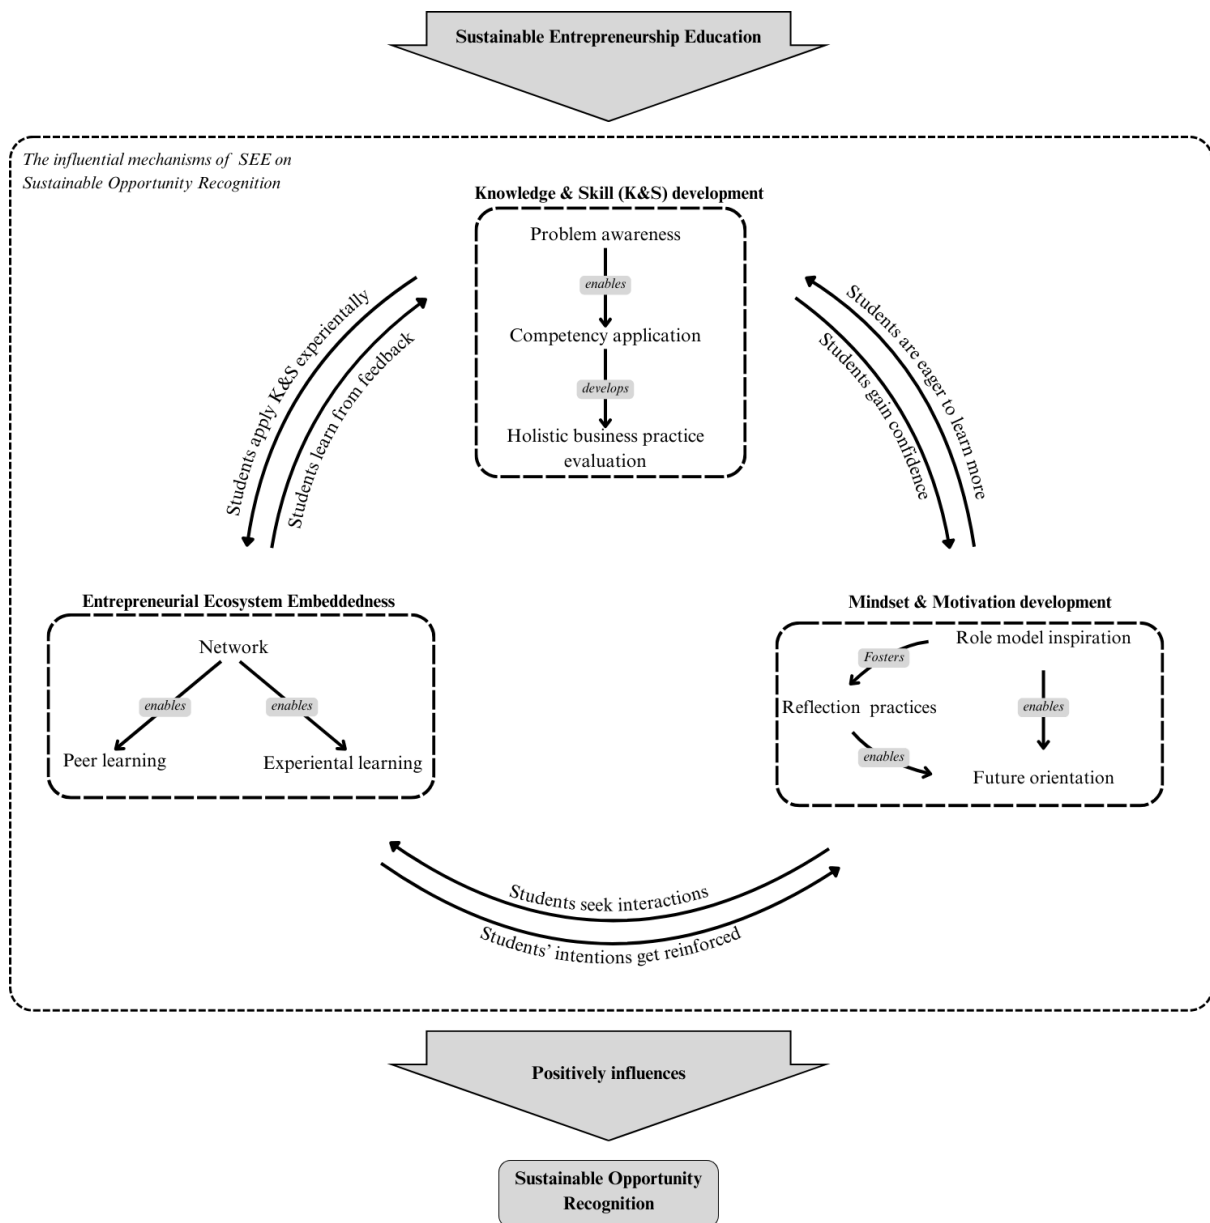 Sustainable Entrepreneurship Education
The influential mechanisms of SEE on
Sustainable Opportunity Recognition
Knowledge & Skill (K&S) development
Problem awareness
enables
Competency application
develops
Holistic business practice
evaluation
Students apply K&S experientally
Students learn from feedback
Students are eager to learn more
Students gain confidence
Entrepreneurial Ecosystem Embeddedness
Network
enables
enables
Peer learning
Experiental learning
Mindset & Motivation development
Role model inspiration
Fosters
Reflection practices
enables
enables
Future orientation
Students seek interactions
Students’ intentions get reinforced
Positively influences
Sustainable Opportunity
Recognition